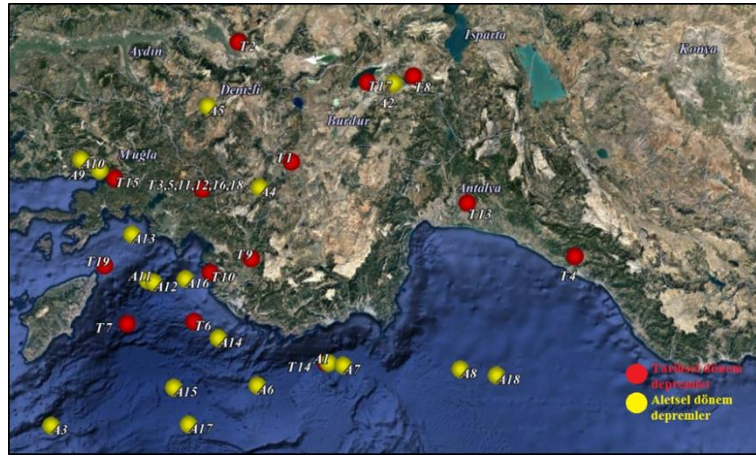 T2
Isparta
Aydın
Konya
Denizli
T17
T8
A2
A5
Burdur
Muğla
T1
A10
A9
T15
T3,5,11,12,16,18
A4
Antalya
T13
A13
T9
T4
T19
T10
A11
A12
A16
T7
T6
A14
T14
A1
A7
A8
A18
Tarihsel dönem
depremler
A15
A6
Aletsel dönem
depremler
A3
A17